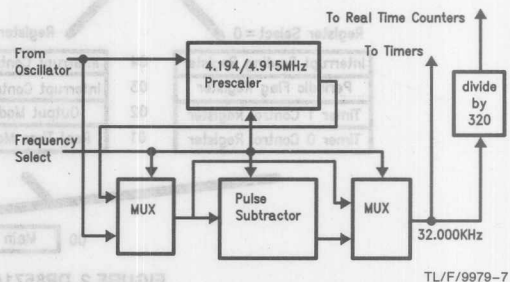 To Real Time Counters
To Timers
From
Oscillator
4.194/4.915MHz
Prescaler
divide
by
320
Frequency
Select
MUX
Pulse
Subtractor
MUX
32.000KHz
TL/F/9979-7